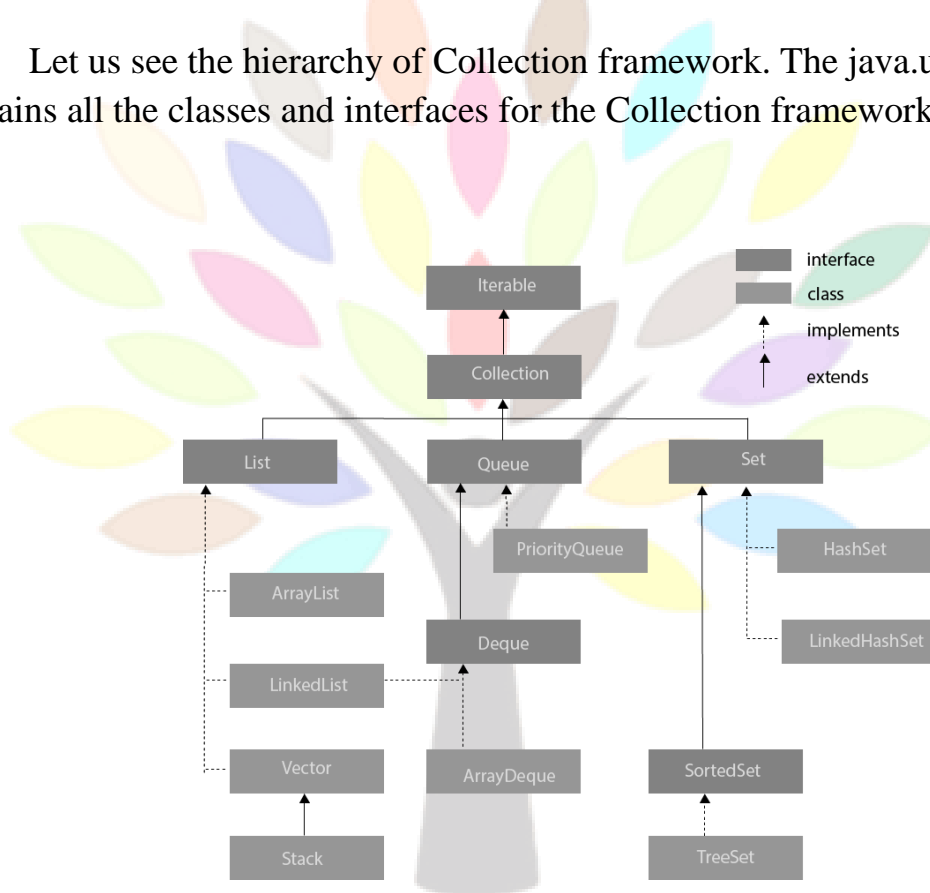 Let us see the hierarchy of Collection framework. The java.u
ains all the classes and interfaces for the Collection framework
interface
class
implements
extends
Iterable
Collection
List
Queue
Set
PriorityQueue
HashSet
ArrayList
Deque
LinkedHashSet
LinkedList
Vector
ArrayDeque
SortedSet
Stack
TreeSet